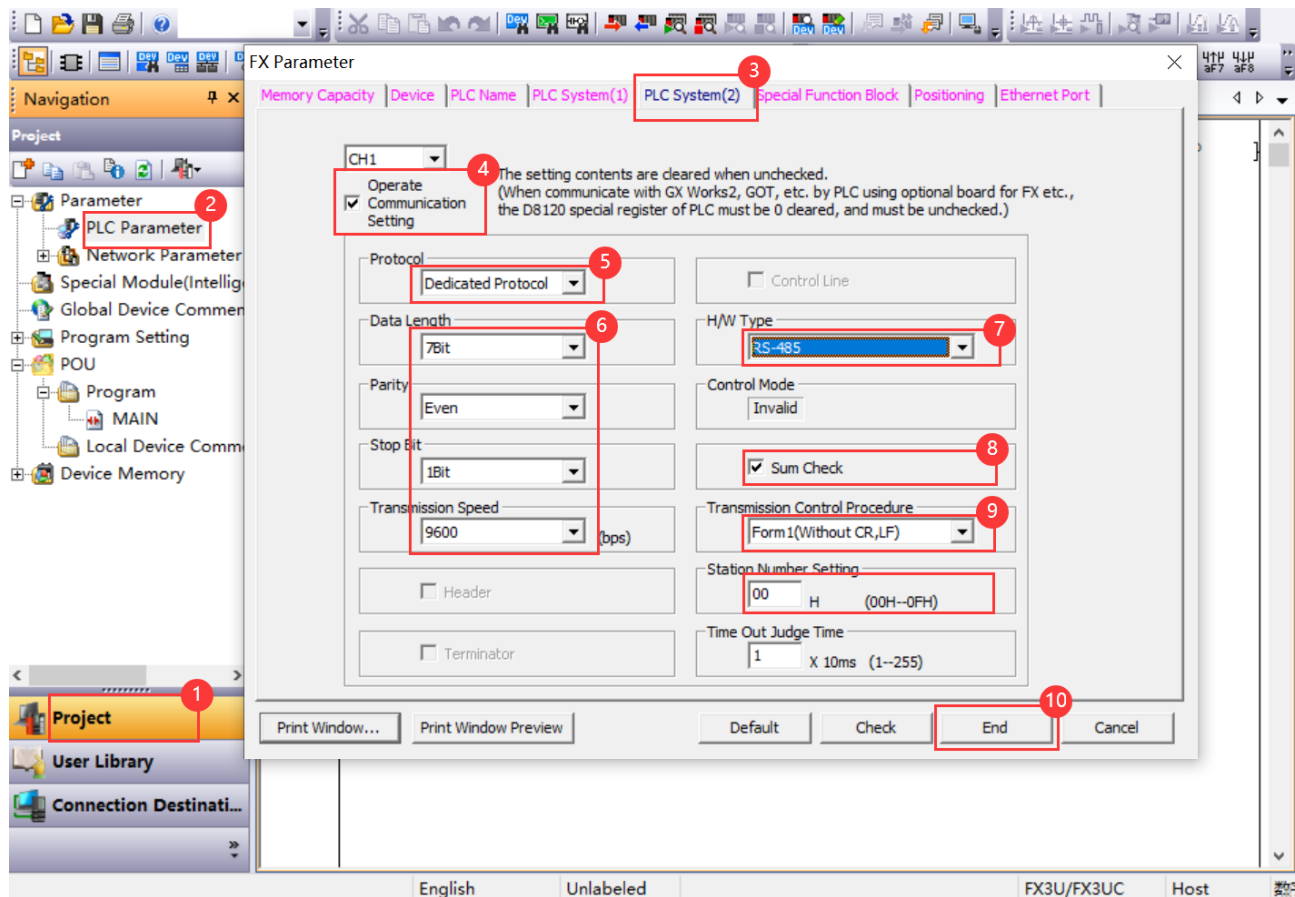 FX Parameter
aF7 aF8
Navigation
Memory Capacity
Device
PLC Name
PLC System(1)
PLC System(2)
Special Function Block
Positioning
Ethernet Port
3
Project
CH1
4
Operate
Communication
Setting
The setting contents are cleared when unchecked.
(When communicate with GX Works2, GOT, etc. by PLC using optional board for FX etc.,
the D8120 special register of PLC must be 0 cleared, and must be unchecked.)
Parameter
2
PLC Parameter
Network Parameter
Special Module(Intellig
Global Device Commen
Program Setting
POU
Program
MAIN
Local Device Comm
Device Memory
Protocol
5
Dedicated Protocol
Control Line
Data Length
6
7Bit
H/W Type
7
RS-485
Parity
Even
Control Mode
Invalid
Stop Bit
1Bit
8
Sum Check
Transmission Speed
9600
(bps)
Transmission Control Procedure
9
Form1(Without CR,LF)
Header
Station Number Setting
00
H
(00H--0FH)
Terminator
Time Out Judge Time
1
X 10ms (1--255)
1
Project
User Library
Connection Destinati...
Print Window...
Print Window Preview
Default
Check
10
End
Cancel
English
Unlabeled
FX3U/FX3UC
Host